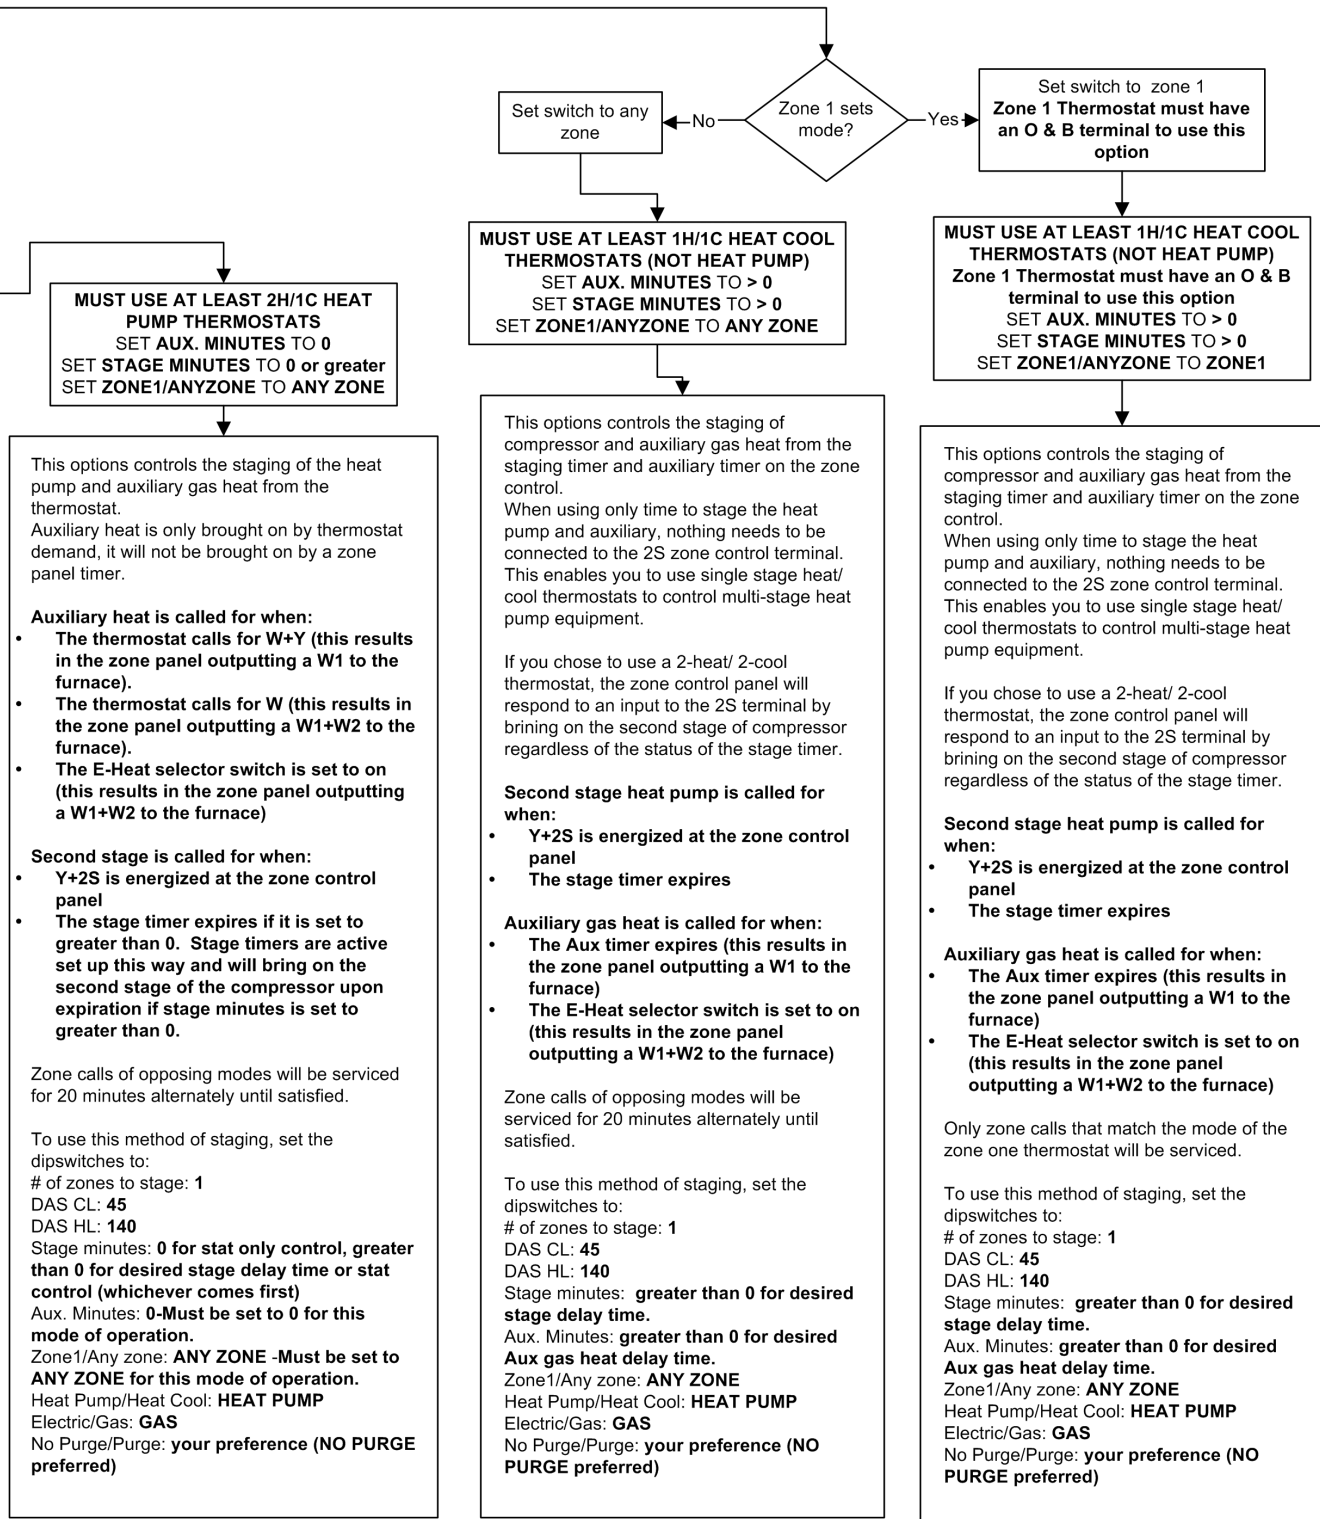 Zone 1 sets
mode?
No
Yes
Set switch to any
zone
Set switch to  zone 1
Zone 1 Thermostat must have
an O & B terminal to use this
option
MUST USE AT LEAST 2H/1C HEAT
PUMP THERMOSTATS
SET AUX. MINUTES TO 0
SET STAGE MINUTES TO 0 or greater
SET ZONE1/ANYZONE TO ANY ZONE
This options controls the staging of the heat
pump and auxiliary gas heat from the
thermostat.
Auxiliary heat is only brought on by thermostat
demand, it will not be brought on by a zone
panel timer.
Auxiliary heat is called for when:
• The thermostat calls for W+Y (this results
in the zone panel outputting a W1 to the
furnace).
• The thermostat calls for W (this results in
the zone panel outputting a W1+W2 to the
furnace).
• The E-Heat selector switch is set to on
(this results in the zone panel outputting
a W1+W2 to the furnace)
Second stage is called for when:
• Y+2S is energized at the zone control
panel
• The stage timer expires if it is set to
greater than 0.  Stage timers are active
set up this way and will bring on the
second stage of the compressor upon
expiration if stage minutes is set to
greater than 0.
Zone calls of opposing modes will be serviced
for 20 minutes alternately until satisfied.
To use this method of staging, set the
dipswitches to:
# of zones to stage: 1
DAS CL: 45
DAS HL: 140
Stage minutes: 0 for stat only control, greater
than 0 for desired stage delay time or stat
control (whichever comes first)
Aux. Minutes: 0-Must be set to 0 for this
mode of operation.
Zone1/Any zone: ANY ZONE -Must be set to
ANY ZONE for this mode of operation.
Heat Pump/Heat Cool: HEAT PUMP
Electric/Gas: GAS
No Purge/Purge: your preference (NO PURGE
preferred)
MUST USE AT LEAST 1H/1C HEAT COOL
THERMOSTATS (NOT HEAT PUMP)
SET AUX. MINUTES TO > 0
SET STAGE MINUTES TO > 0
SET ZONE1/ANYZONE TO ANY ZONE
This options controls the staging of
compressor and auxiliary gas heat from the
staging timer and auxiliary timer on the zone
control.
When using only time to stage the heat
pump and auxiliary, nothing needs to be
connected to the 2S zone control terminal.
This enables you to use single stage heat/
cool thermostats to control multi-stage heat
pump equipment.
If you chose to use a 2-heat/ 2-cool
thermostat, the zone control panel will
respond to an input to the 2S terminal by
brining on the second stage of compressor
regardless of the status of the stage timer.
Second stage heat pump is called for
when:
• Y+2S is energized at the zone control
panel
• The stage timer expires
Auxiliary gas heat is called for when:
• The Aux timer expires (this results in
the zone panel outputting a W1 to the
furnace)
• The E-Heat selector switch is set to on
(this results in the zone panel
outputting a W1+W2 to the furnace)
Zone calls of opposing modes will be
serviced for 20 minutes alternately until
satisfied.
To use this method of staging, set the
dipswitches to:
# of zones to stage: 1
DAS CL: 45
DAS HL: 140
Stage minutes:  greater than 0 for desired
stage delay time.
Aux. Minutes: greater than 0 for desired
Aux gas heat delay time.
Zone1/Any zone: ANY ZONE
Heat Pump/Heat Cool: HEAT PUMP
Electric/Gas: GAS
No Purge/Purge: your preference (NO
PURGE preferred)
MUST USE AT LEAST 1H/1C HEAT COOL
THERMOSTATS (NOT HEAT PUMP)
Zone 1 Thermostat must have an O & B
terminal to use this option
SET AUX. MINUTES TO > 0
SET STAGE MINUTES TO > 0
SET ZONE1/ANYZONE TO ZONE1
This options controls the staging of
compressor and auxiliary gas heat from the
staging timer and auxiliary timer on the zone
control.
When using only time to stage the heat
pump and auxiliary, nothing needs to be
connected to the 2S zone control terminal.
This enables you to use single stage heat/
cool thermostats to control multi-stage heat
pump equipment.
If you chose to use a 2-heat/ 2-cool
thermostat, the zone control panel will
respond to an input to the 2S terminal by
brining on the second stage of compressor
regardless of the status of the stage timer.
Second stage heat pump is called for
when:
• Y+2S is energized at the zone control
panel
• The stage timer expires
Auxiliary gas heat is called for when:
• The Aux timer expires (this results in
the zone panel outputting a W1 to the
furnace)
• The E-Heat selector switch is set to on
(this results in the zone panel
outputting a W1+W2 to the furnace)
Only zone calls that match the mode of the
zone one thermostat will be serviced.
To use this method of staging, set the
dipswitches to:
# of zones to stage: 1
DAS CL: 45
DAS HL: 140
Stage minutes:  greater than 0 for desired
stage delay time.
Aux. Minutes: greater than 0 for desired
Aux gas heat delay time.
Zone1/Any zone: ANY ZONE
Heat Pump/Heat Cool: HEAT PUMP
Electric/Gas: GAS
No Purge/Purge: your preference (NO
PURGE preferred)